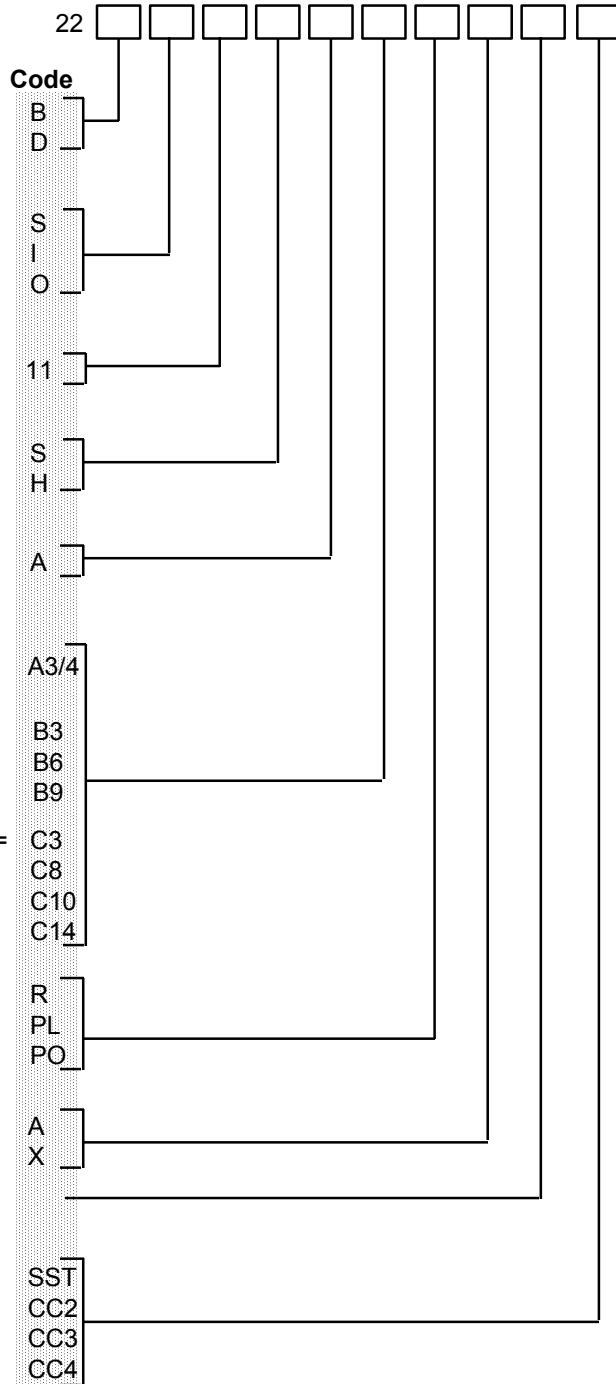 22
Code
B
D
S
I
O
11
S
H
A
A3/4
B3
B6
B9
= C3
C8
C10
C14
R
PL
PO
A
X
SST
CC2
CC3
CC4